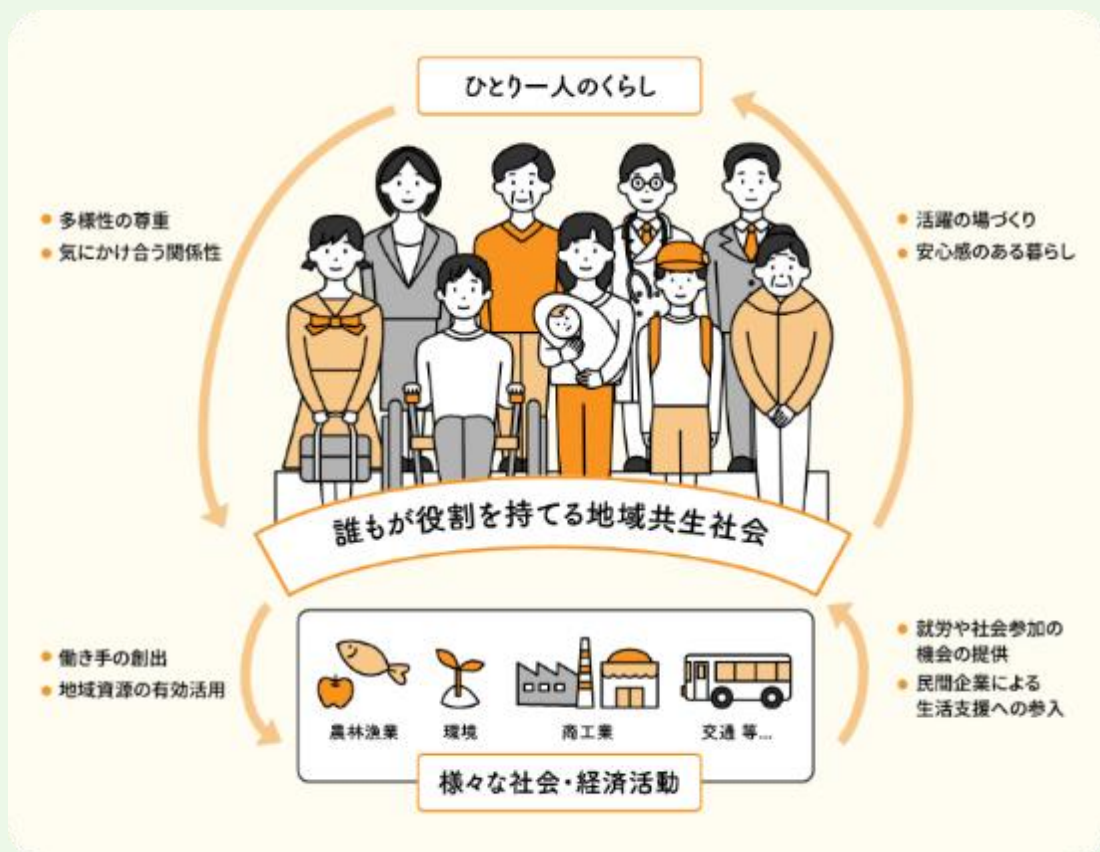 ひとり一人のくらし
多様性の尊重
気にかけ合う関係性
活躍の場づくり
安心感のある暮らし
誰もが役割を持てる地域共生社会
働き手の創出
地域資源の有効活用
就労や社会参加の
機会の提供
民間企業による
生活支援への参入
農林漁業
環境
商工業
交通 等...
様々な社会・経済活動